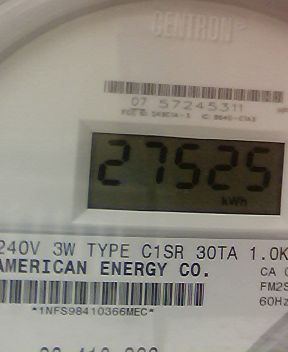 CENTRON®
07 57245311
27525
kWh
240V 3W TYPE C1SR 30TA 1.0K
AMERICAN ENERGY CO.
CA
FM2S
60Hz
*1NFS98410366MEC*